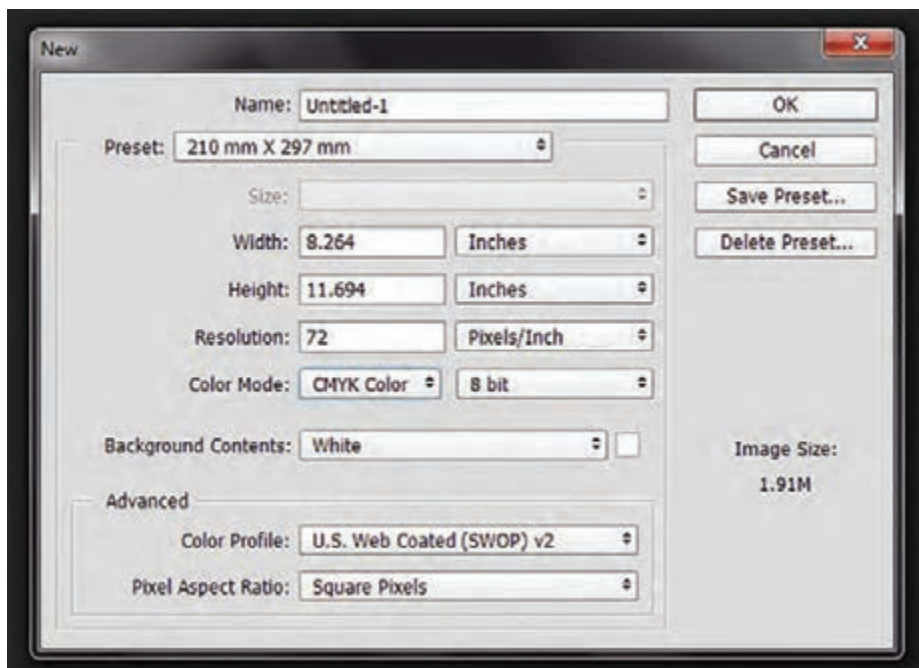 New
Name: Untitled-1 OK
Preset: 210 mm X 297 mm Cancel
Size: Save Preset...
Width: 8.264 Inches Delete Preset...
Height: 11.694 Inches
Resolution: 72 Pixels/Inch
Color Mode: CMYK Color 8 bit
Background Contents: White Image Size:
1.91M
Advanced
Color Profile: U.S. Web Coated (SWOP) v2
Pixel Aspect Ratio: Square Pixels